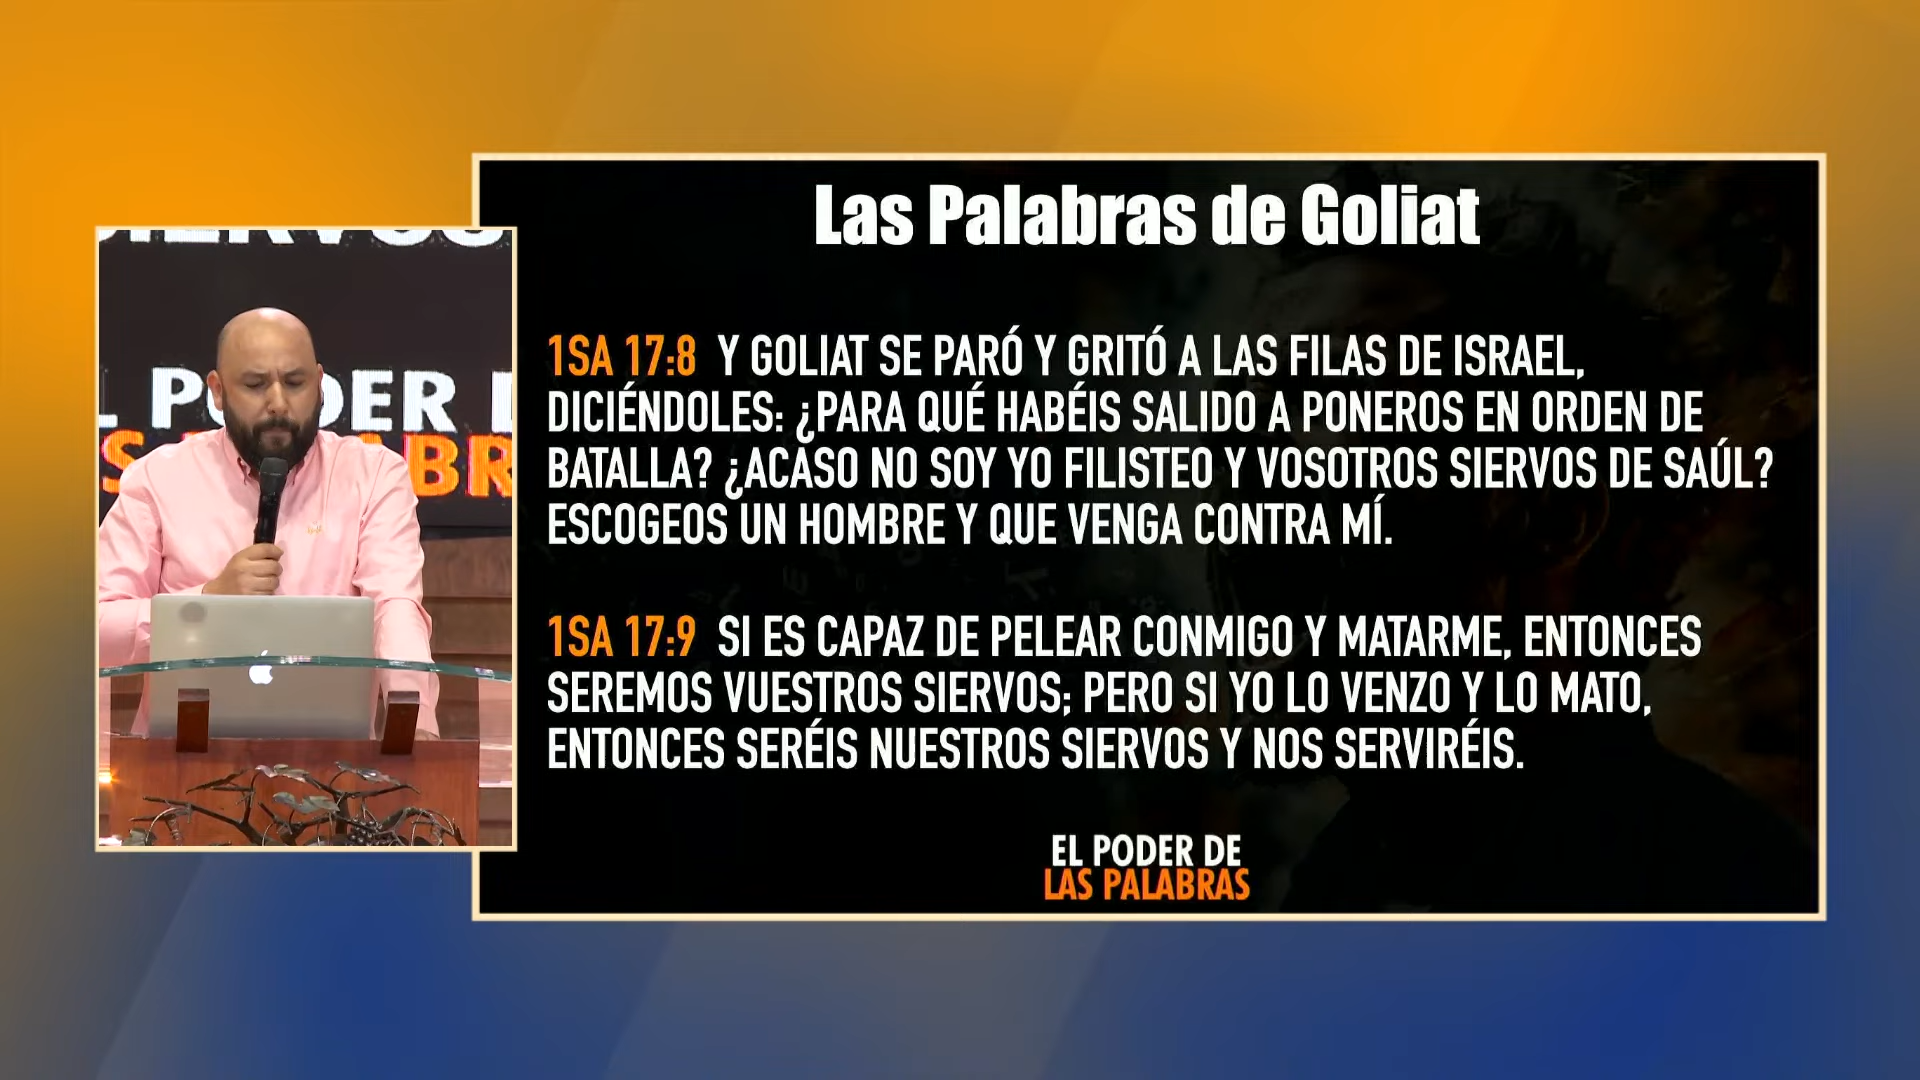 Las Palabras de Goliat
1SA 17:8 Y GOLIAT SE PARÓ Y GRITÓ A LAS FILAS DE ISRAEL,
DICIÉNDOLES: ¿PARA QUÉ HABÉIS SALIDO A PONEROS EN ORDEN DE
BATALLA? ¿ACASO NO SOY YO FILISTEO Y VOSOTROS SIERVOS DE SAÚL?
ESCOGEOS UN HOMBRE Y QUE VENGA CONTRA MÍ.
1SA 17:9 SI ES CAPAZ DE PELEAR CONMIGO Y MATARME, ENTONCES
SEREMOS VUESTROS SIERVOS; PERO SI YO LO VENZO Y LO MATO,
ENTONCES SERÉIS NUESTROS SIERVOS Y NOS SERVIRÉIS.
EL PODER DE
LAS PALABRAS
SIERVOS
L PODER D
S BR